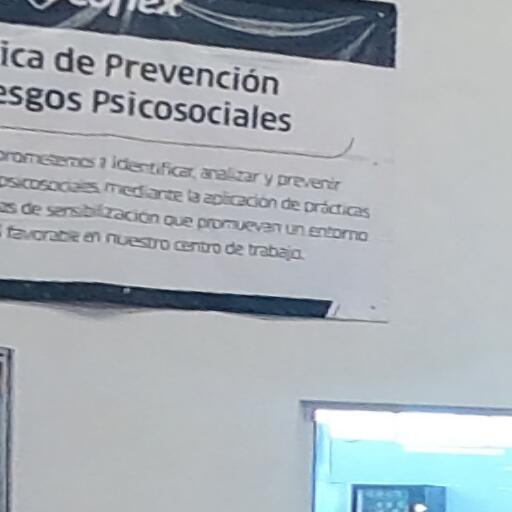 ica de Prevención
esgos Psicosociales
prometemos a identificar, analizar y prevenir
psicosociales, mediante la aplicación de prácticas
as de sensibilización que promuevan un entorno
favorable en nuestro centro de trabajo.